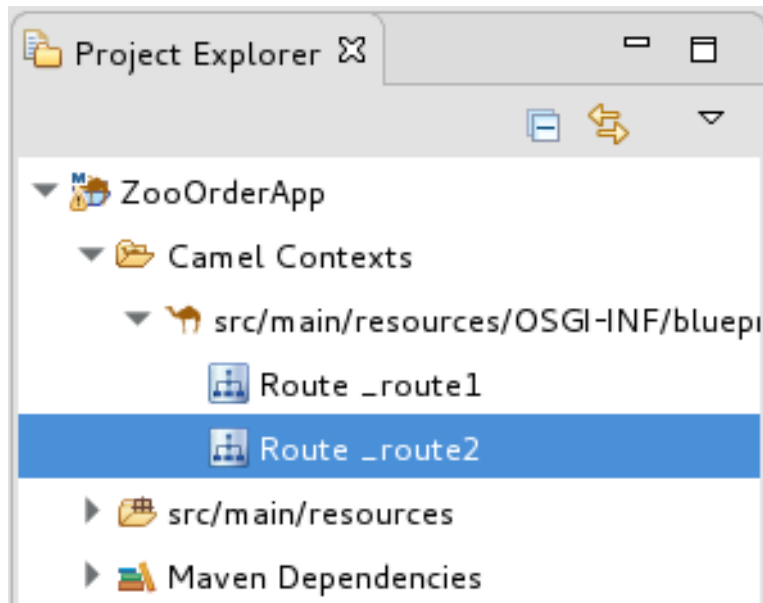 Project Explorer
ZooOrderApp
Camel Contexts
src/main/resources/OSGI-INF/bluepr
Route _route1
Route _route2
src/main/resources
Maven Dependencies